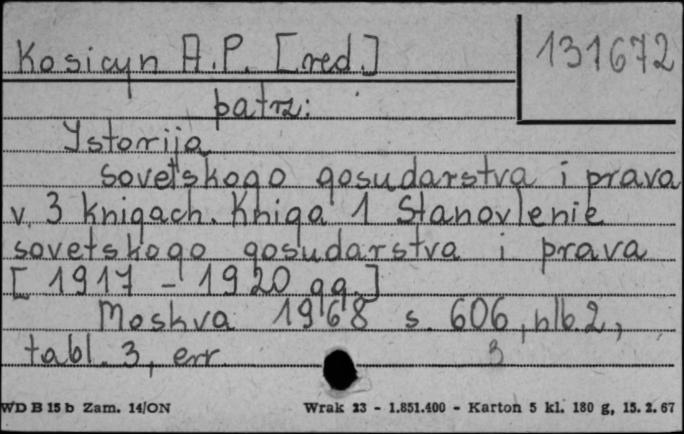 Kosicyn A.P. [red.]
131672
patrz:
Istorija
sovetskogo gosudarstva i prava
v 3 knigach. Kniga 1 Stanovlenie
sovetskogo gosudarstva i prava
[1917 - 1920 gg.]
Moskva 1968 s. 606, nlb. 2,
tabl. 3, err
3
WD B 15 b Zam. 14/ON Wrak 23 - 1.851.400 - Karton 5 kl. 180 g, 15. 2. 67